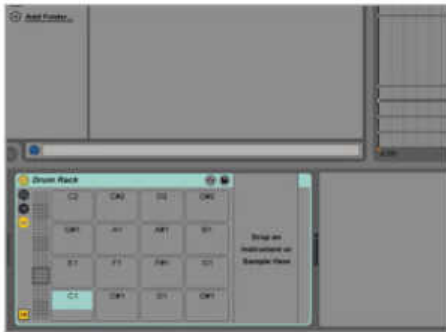 Add Folder...
Drum Rack
C2 C#2 D2 D#2
G#1 A1 A#1 B1
E1 F1 F#1 G1
C1 C#1 D1 D#1
Drop an
Instrument or
Sample Here